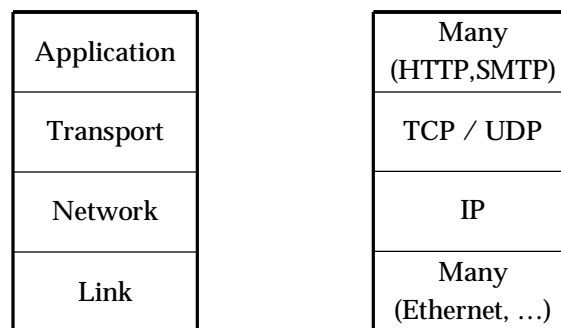 Application
Transport
Network
Link
Many
(HTTP,SMTP)
TCP / UDP
IP
Many
(Ethernet, …)